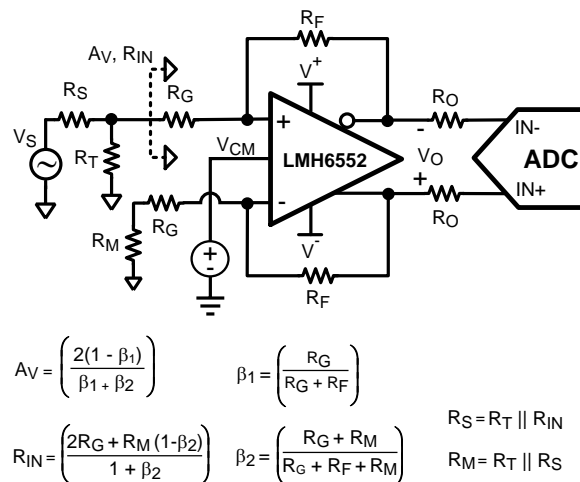 R_F
A_V, R_IN
V^+
R_S
R_G
R_O
IN-
+
-
V_S
R_T
V_CM
LMH6552
V_O
ADC
-
+
IN+
R_M
R_G
R_O
V^-
+
-
R_F
A_V = (2(1 - β_1) / β_1 + β_2)
β_1 = (R_G / R_G + R_F)
R_S = R_T || R_IN
R_IN = (2R_G + R_M (1-β_2) / 1 + β_2)
β_2 = (R_G + R_M / R_G + R_F + R_M)
R_M = R_T || R_S